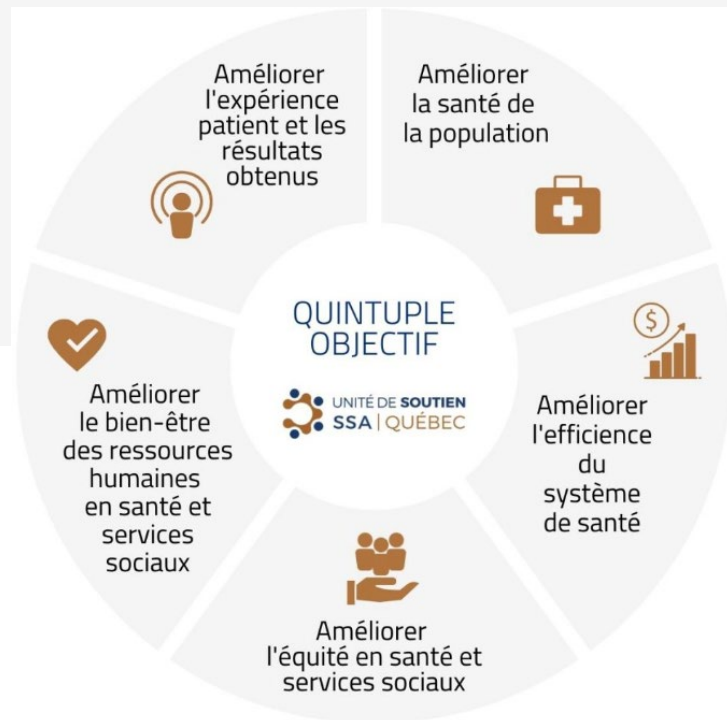 Améliorer
l'expérience
patient et les
résultats
obtenus
Améliorer
la santé de
la population
$
Améliorer
l'efficience
du
système
de santé
Améliorer
l'équité en santé et
services sociaux
Améliorer
le bien-être
des ressources
humaines
en santé et
services
sociaux
QUINTUPLE
OBJECTIF
UNITÉ DE SOUTIEN
SSA | QUÉBEC